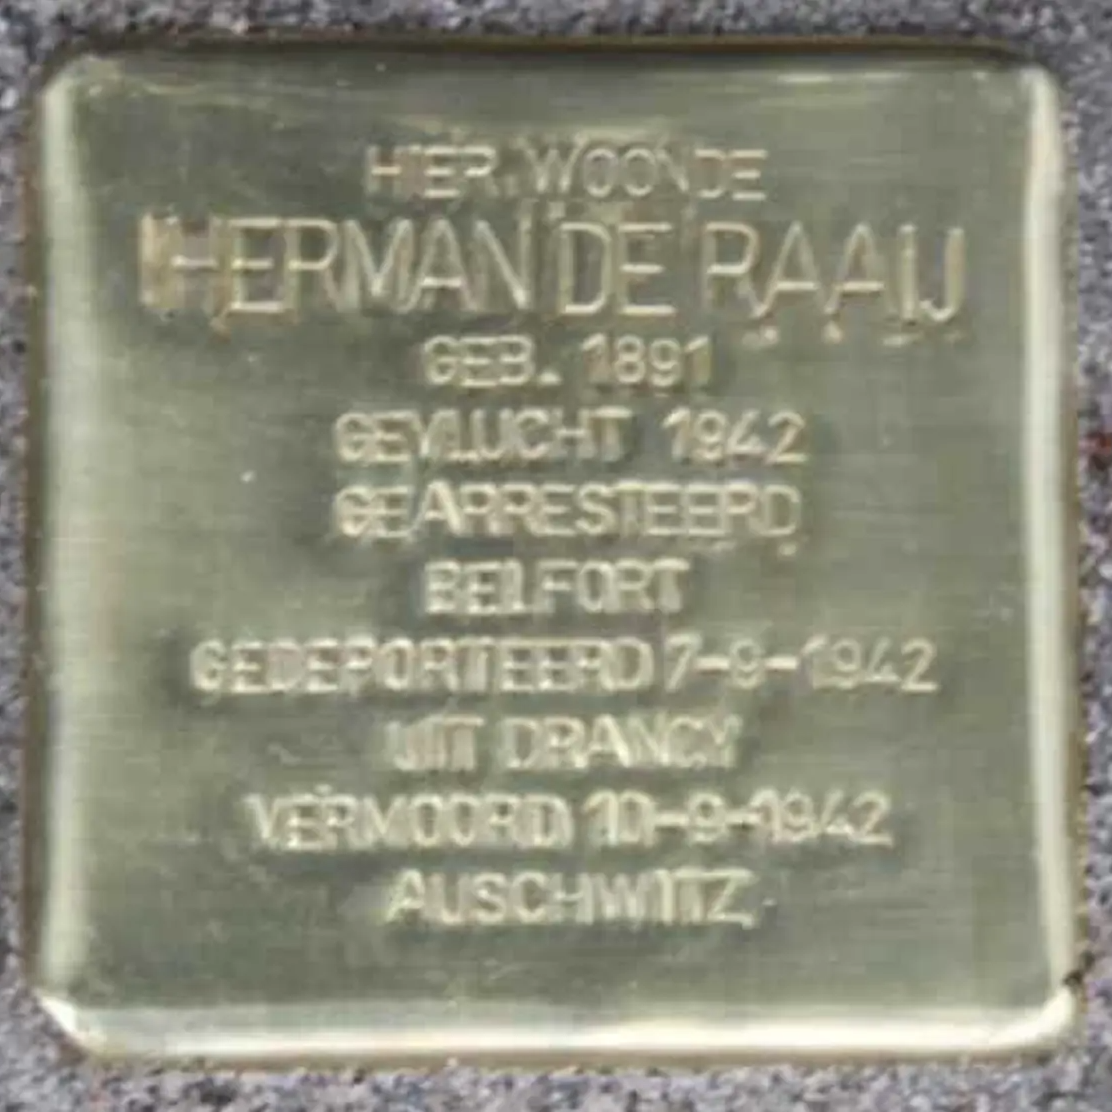 HIER WOONDE
HERMAN DE RAAIJ
GEB. 1891
GEVLUCHT 1942
GEARRESTEERD
BELFORT
GEDEPORTEERD 7-9-1942
UIT DRANCY
VERMOORD 10-9-1942
AUSCHWITZ